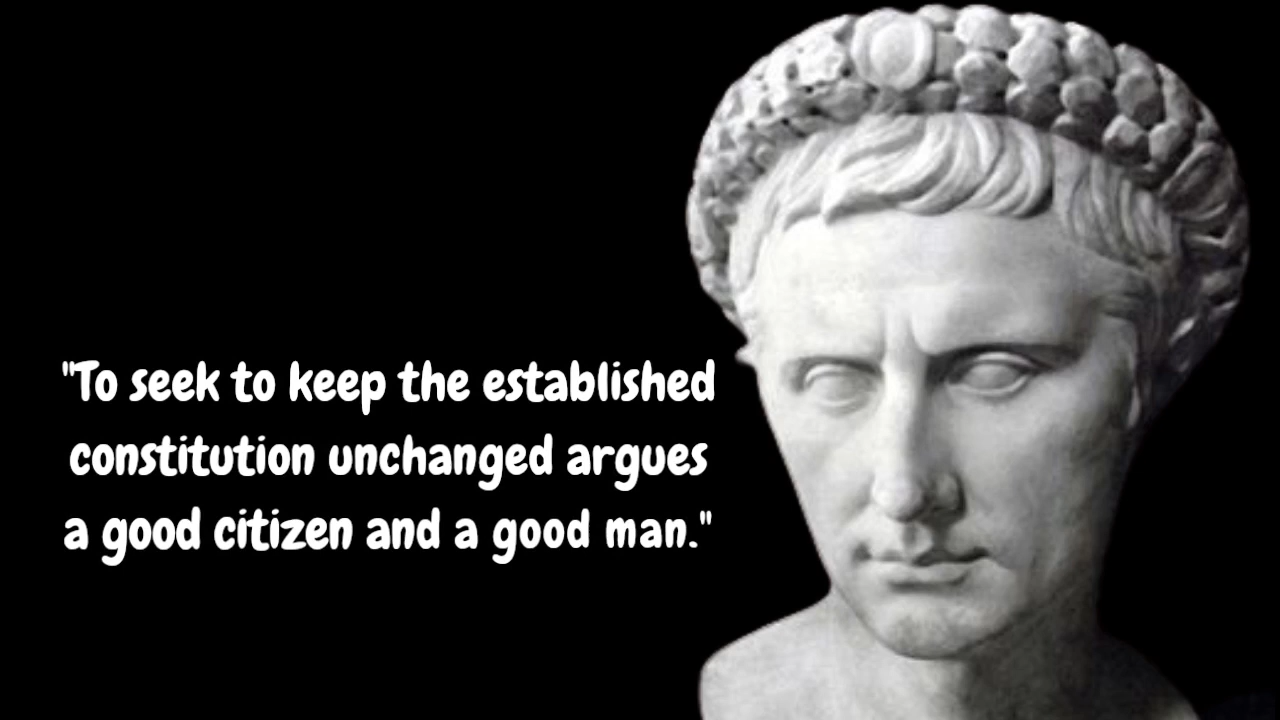 "To seek to keep the established
constitution unchanged argues
a good citizen and a good man."